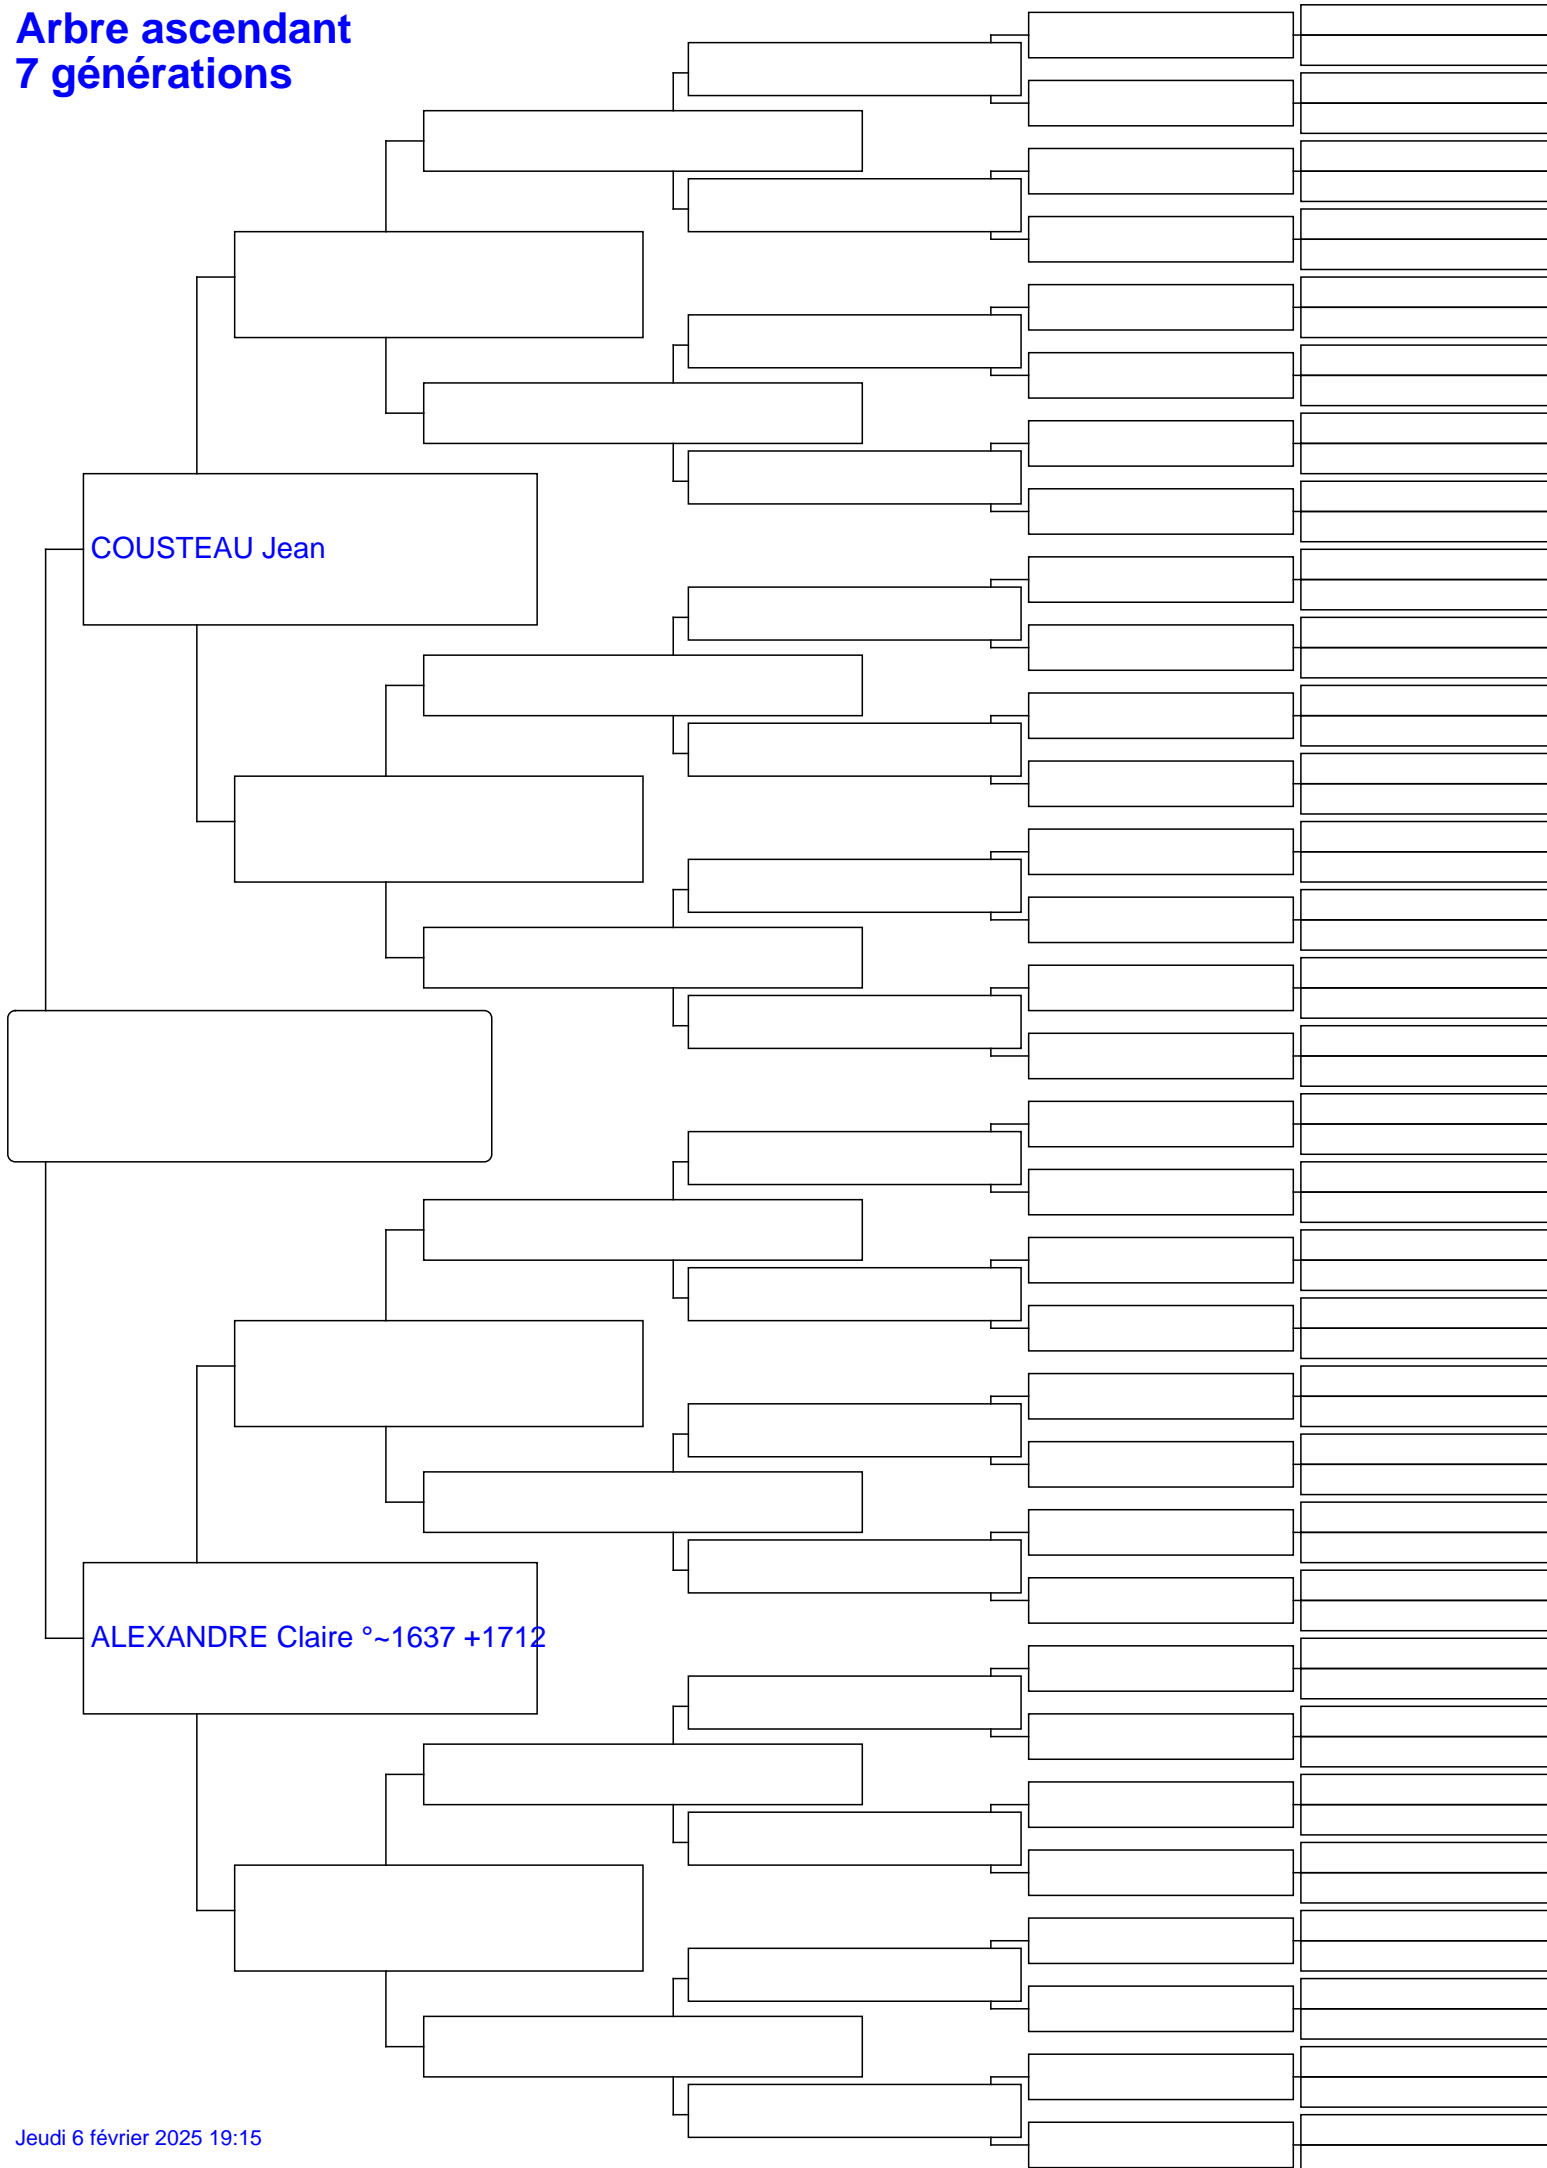 Arbre ascendant
7 générations
COUSTEAU Jean
ALEXANDRE Claire °~1637 +1712
Jeudi 6 février 2025 19:15